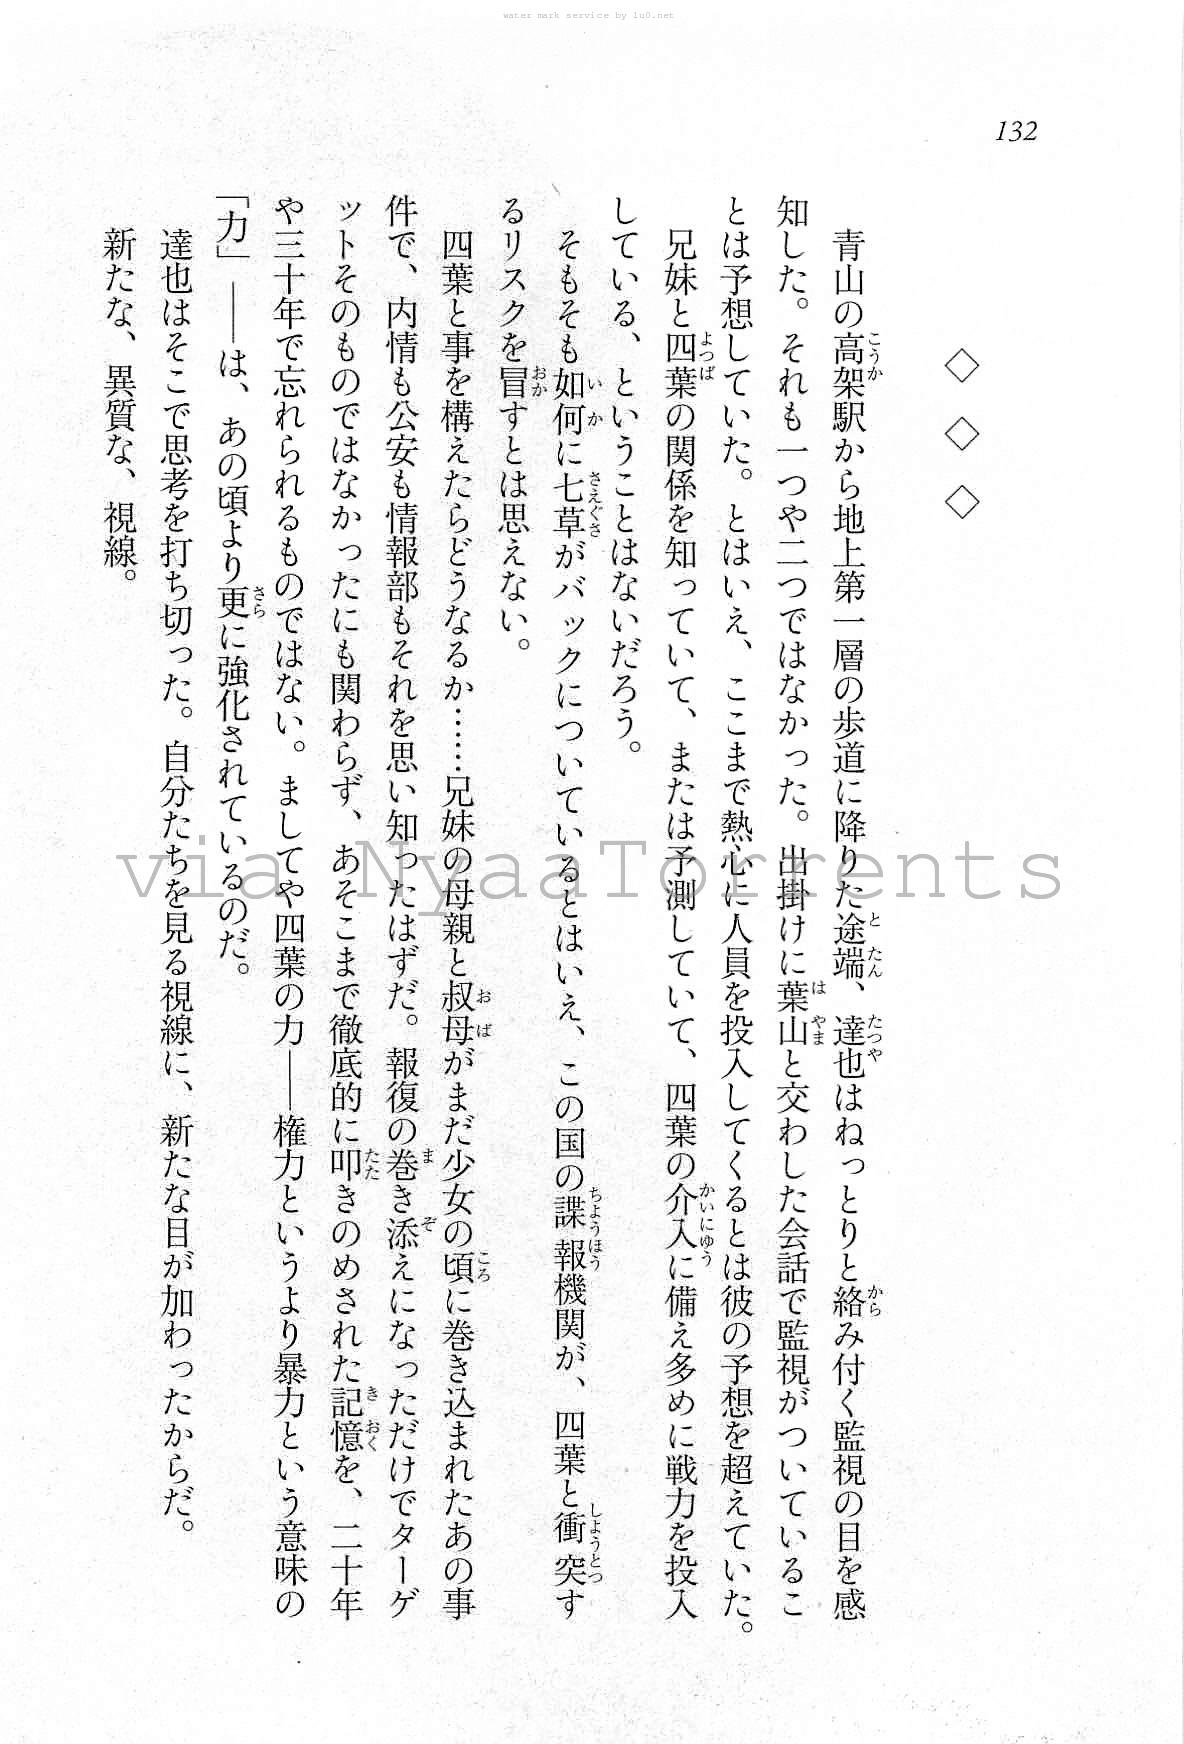 water mark service by lu0.net
132
◇ ◇ ◇
青山の高架駅から地上第一層の歩道に降りた途端、達也はねっとりと絡み付く監視の目を感
知した。それも一つや二つではなかった。出掛けに葉山と交わした会話で監視がついているこ
とは予想していた。とはいえ、ここまで熱心に人員を投入してくるとは彼の予想を超えていた。
兄妹と四葉の関係を知っていて、または予測していて、四葉の介入に備え多めに戦力を投入
している、ということはないだろう。
そもそも如何に七草がバックについているとはいえ、この国の諜報機関が、四葉と衝突す
るリスクを冒すとは思えない。
四葉と事を構えたらどうなるか……兄妹の母親と叔母がまだ少女の頃に巻き込まれたあの事
件で、内情も公安も情報部もそれを思い知ったはずだ。報復の巻き添えになっただけでターゲ
ットそのものではなかったにも関わらず、あそこまで徹底的に叩きのめされた記憶を、二十年
や三十年で忘れられるものではない。ましてや四葉の力――権力というより暴力という意味の
「力」――は、あの頃より更に強化されているのだ。
達也はそこで思考を打ち切った。自分たちを見る視線に、新たな目が加わったからだ。
新たな、異質な、視線。
via NyaaTorrents